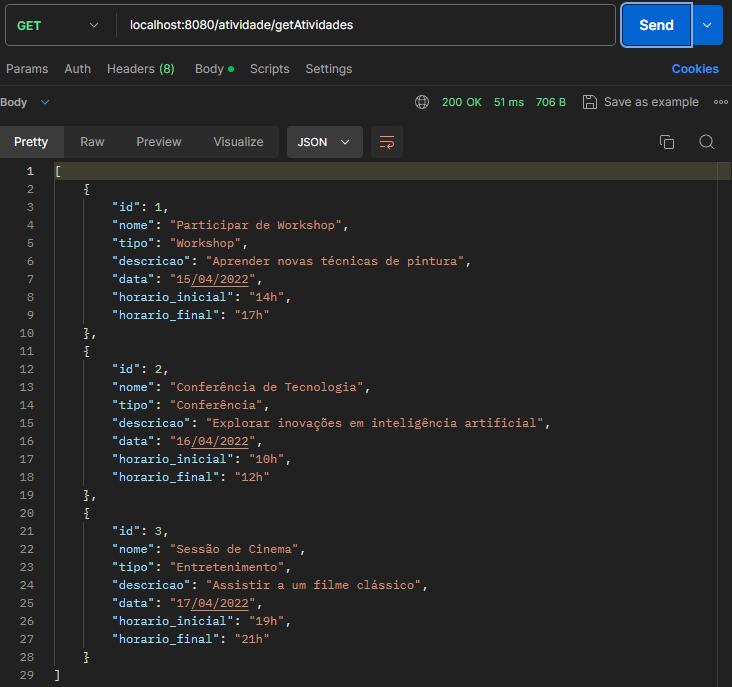 GET localhost:8080/atividade/getAtividades Send
Params Auth Headers (8) Body Scripts Settings Cookies
Body 200 OK 51 ms 706 B Save as example
Pretty Raw Preview Visualize JSON
1 [
2 {
3 "id": 1,
4 "nome": "Participar de Workshop",
5 "tipo": "Workshop",
6 "descricao": "Aprender novas técnicas de pintura",
7 "data": "15/04/2022",
8 "horario_inicial": "14h",
9 "horario_final": "17h"
10 },
11 {
12 "id": 2,
13 "nome": "Conferência de Tecnologia",
14 "tipo": "Conferência",
15 "descricao": "Explorar inovações em inteligência artificial",
16 "data": "16/04/2022",
17 "horario_inicial": "10h",
18 "horario_final": "12h"
19 },
20 {
21 "id": 3,
22 "nome": "Sessão de Cinema",
23 "tipo": "Entretenimento",
24 "descricao": "Assistir a um filme clássico",
25 "data": "17/04/2022",
26 "horario_inicial": "19h",
27 "horario_final": "21h"
28 }
29 ]